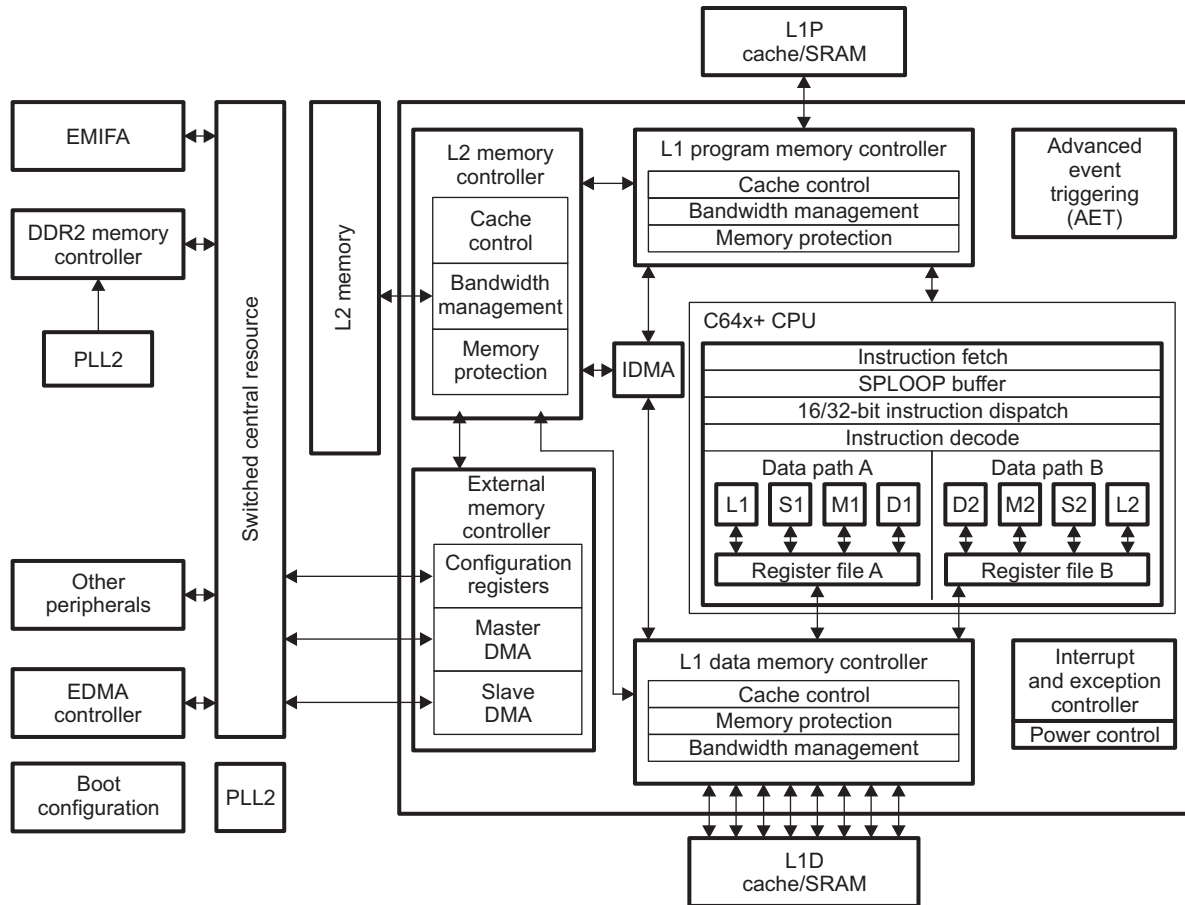 L1P
cache/SRAM
EMIFA
DDR2 memory
controller
PLL2
Other
peripherals
EDMA
controller
Boot
configuration
Switched central resource
PLL2
L2 memory
L2 memory
controller
Cache
control
Bandwidth
management
Memory
protection
External
memory
controller
Configuration
registers
Master
DMA
Slave
DMA
L1 program memory controller
Cache control
Bandwidth management
Memory protection
Advanced
event
triggering
(AET)
IDMA
C64x+ CPU
Instruction fetch
SPLOOP buffer
16/32-bit instruction dispatch
Instruction decode
Data path A
L1 S1 M1 D1
Register file A
Data path B
D2 M2 S2 L2
Register file B
L1 data memory controller
Cache control
Memory protection
Bandwidth management
Interrupt
and exception
controller
Power control
L1D
cache/SRAM